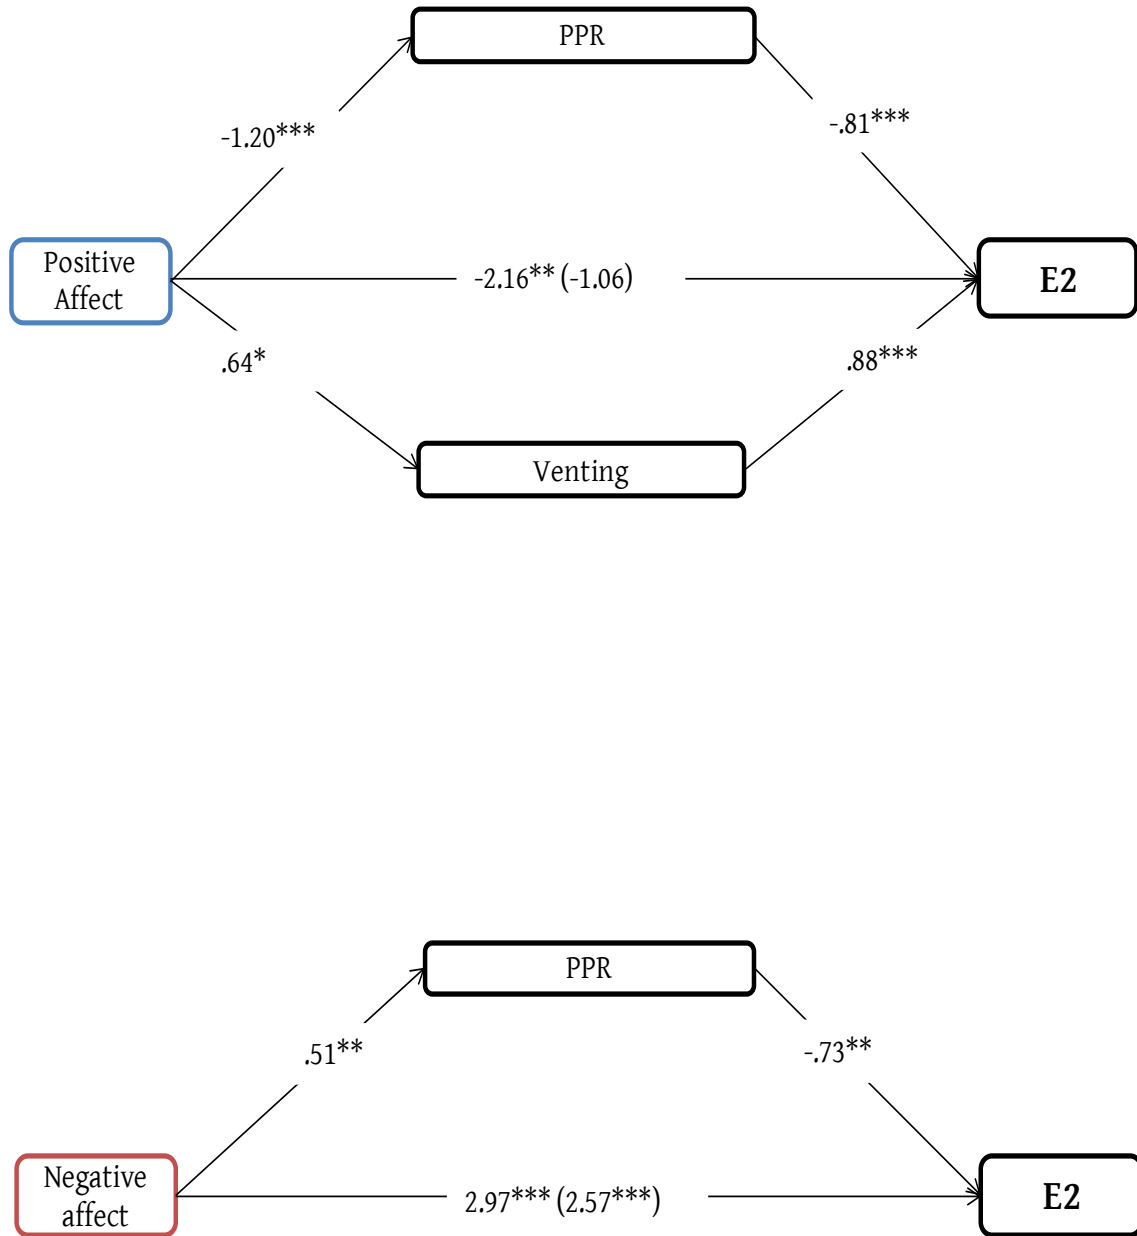 PPR
-1.20***
-.81***
Positive
Affect
-2.16** (-1.06)
E2
.64*
.88***
Venting
PPR
.51**
-.73**
Negative
affect
2.97*** (2.57***)
E2